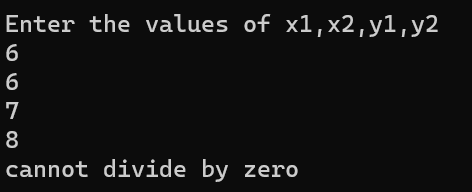 Enter the values of x1,x2,y1,y2
6
6
7
8
cannot divide by zero